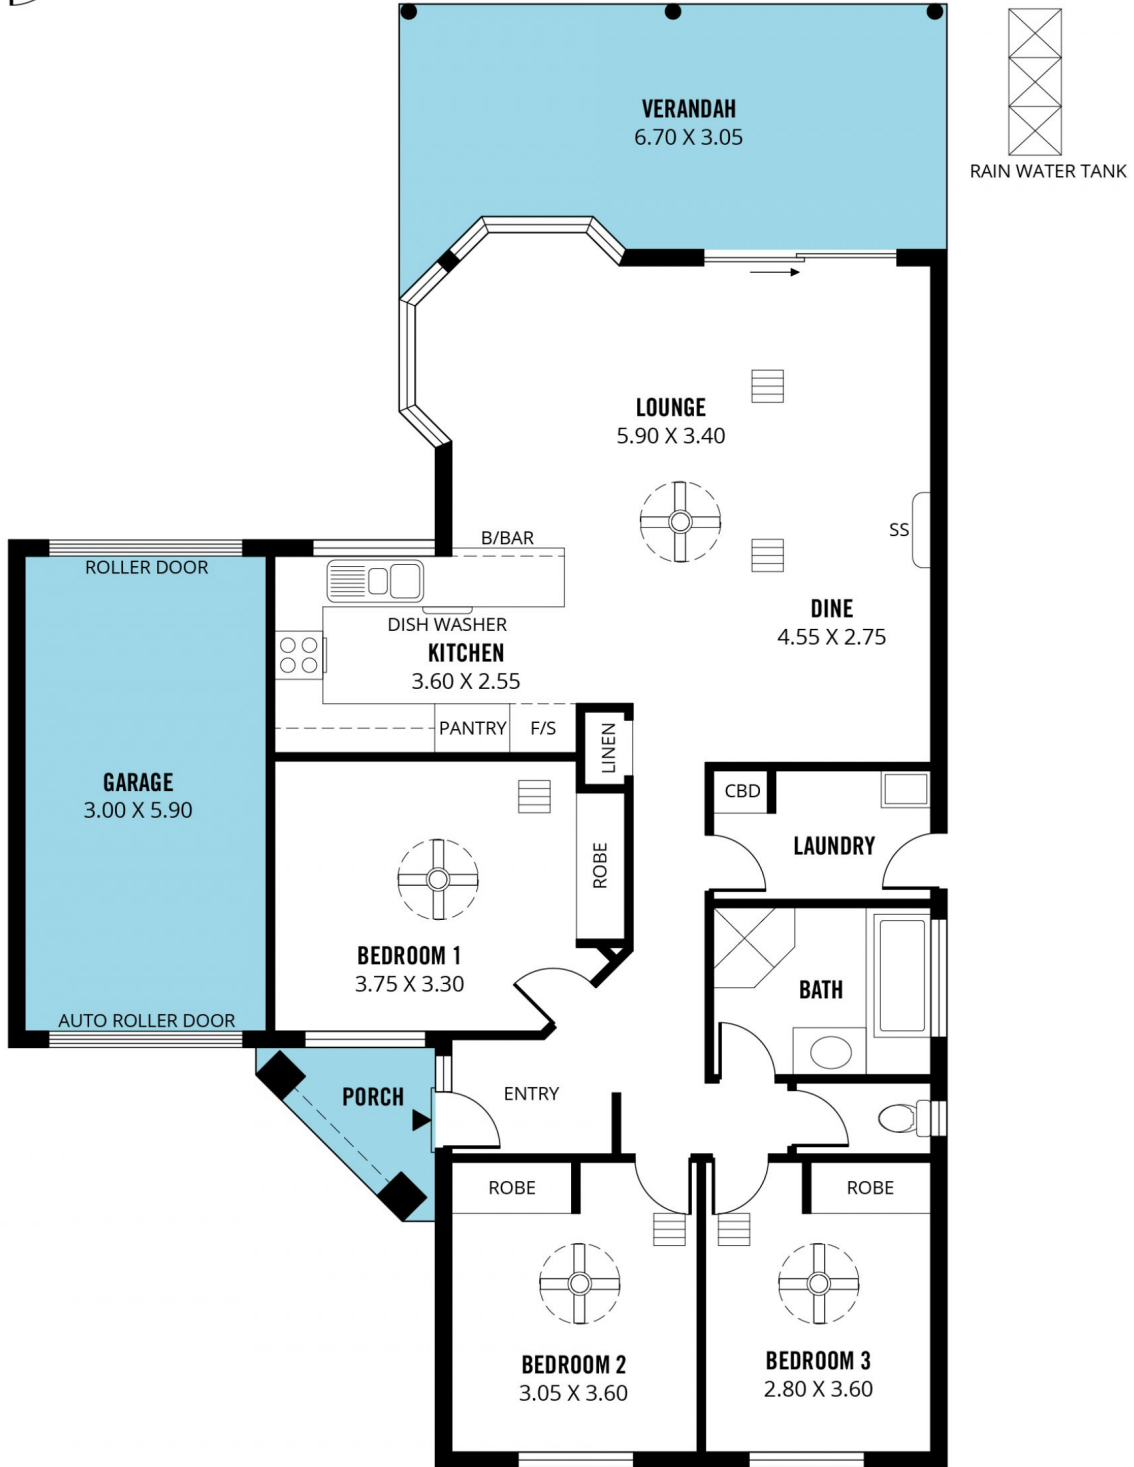 VERANDAH
6.70 X 3.05
RAIN WATER TANK
LOUNGE
5.90 X 3.40
B/BAR
SS
ROLLER DOOR
DINE
4.55 X 2.75
DISH WASHER
KITCHEN
3.60 X 2.55
PANTRY
F/S
LINEN
GARAGE
3.00 X 5.90
CBD
LAUNDRY
ROBE
BEDROOM 1
3.75 X 3.30
BATH
AUTO ROLLER DOOR
PORCH
ENTRY
ROBE
ROBE
BEDROOM 2
3.05 X 3.60
BEDROOM 3
2.80 X 3.60